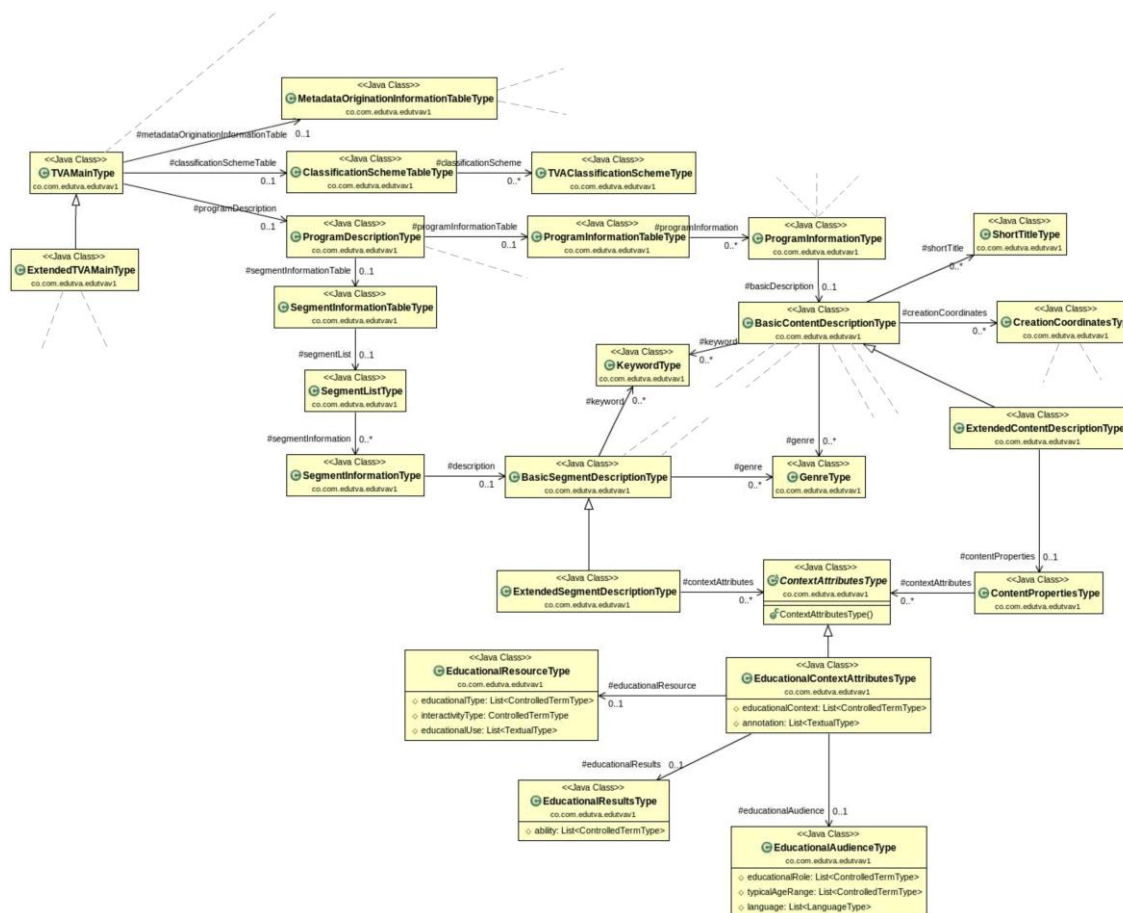 <<Java Class>>
MetadataOriginationInformationTableType
co.com.edutva.edutvav1
#metadataOriginationInformationTable
0..1
<<Java Class>>
TVAMainType
co.com.edutva.edutvav1
#classificationSchemeTable
0..1
<<Java Class>>
ClassificationSchemeTableType
co.com.edutva.edutvav1
#classificationScheme
0..*
<<Java Class>>
TVAClassificationSchemeType
co.com.edutva.edutvav1
#programDescription
0..1
<<Java Class>>
ProgramDescriptionType
co.com.edutva.edutvav1
#programInformationTable
0..1
<<Java Class>>
ProgramInformationTableType
co.com.edutva.edutvav1
#programInformation
0..*
<<Java Class>>
ProgramInformationType
co.com.edutva.edutvav1
<<Java Class>>
ShortTitleType
co.com.edutva.edutvav1
#shortTitle
0..*
<<Java Class>>
ExtendedTVAMainType
co.com.edutva.edutvav1
#segmentInformationTable
0..1
<<Java Class>>
SegmentInformationTableType
co.com.edutva.edutvav1
#basicDescription
0..1
<<Java Class>>
BasicContentDescriptionType
co.com.edutva.edutvav1
#creationCoordinates
0..*
<<Java Class>>
CreationCoordinatesTyp
co.com.edutva.edutvav1
#keyword
0..*
<<Java Class>>
KeywordType
co.com.edutva.edutvav1
#segmentList
0..1
<<Java Class>>
SegmentListType
co.com.edutva.edutvav1
#keyword
0..*
<<Java Class>>
ExtendedContentDescriptionType
co.com.edutva.edutvav1
#segmentInformation
0..*
#genre
0..*
<<Java Class>>
SegmentInformationType
co.com.edutva.edutvav1
#description
0..1
<<Java Class>>
BasicSegmentDescriptionType
co.com.edutva.edutvav1
#genre
0..*
<<Java Class>>
GenreType
co.com.edutva.edutvav1
#contentProperties
0..1
<<Java Class>>
ExtendedSegmentDescriptionType
co.com.edutva.edutvav1
#contextAttributes
0..*
<<Java Class>>
ContextAttributesType
co.com.edutva.edutvav1
ContextAttributesType()
#contextAttributes
0..*
<<Java Class>>
ContentPropertiesType
co.com.edutva.edutvav1
<<Java Class>>
EducationalResourceType
co.com.edutva.edutvav1
educationalType: List<ControlledTermType>
interactivityType: ControlledTermType
educationalUse: List<TextualType>
#educationalResource
0..1
<<Java Class>>
EducationalContextAttributesType
co.com.edutva.edutvav1
educationalContext: List<ControlledTermType>
annotation: List<TextualType>
#educationalResults
0..1
<<Java Class>>
EducationalResultsType
co.com.edutva.edutvav1
ability: List<ControlledTermType>
#educationalAudience
0..1
<<Java Class>>
EducationalAudienceType
co.com.edutva.edutvav1
educationalRole: List<ControlledTermType>
typicalAgeRange: List<ControlledTermType>
language: List<LanguageType>